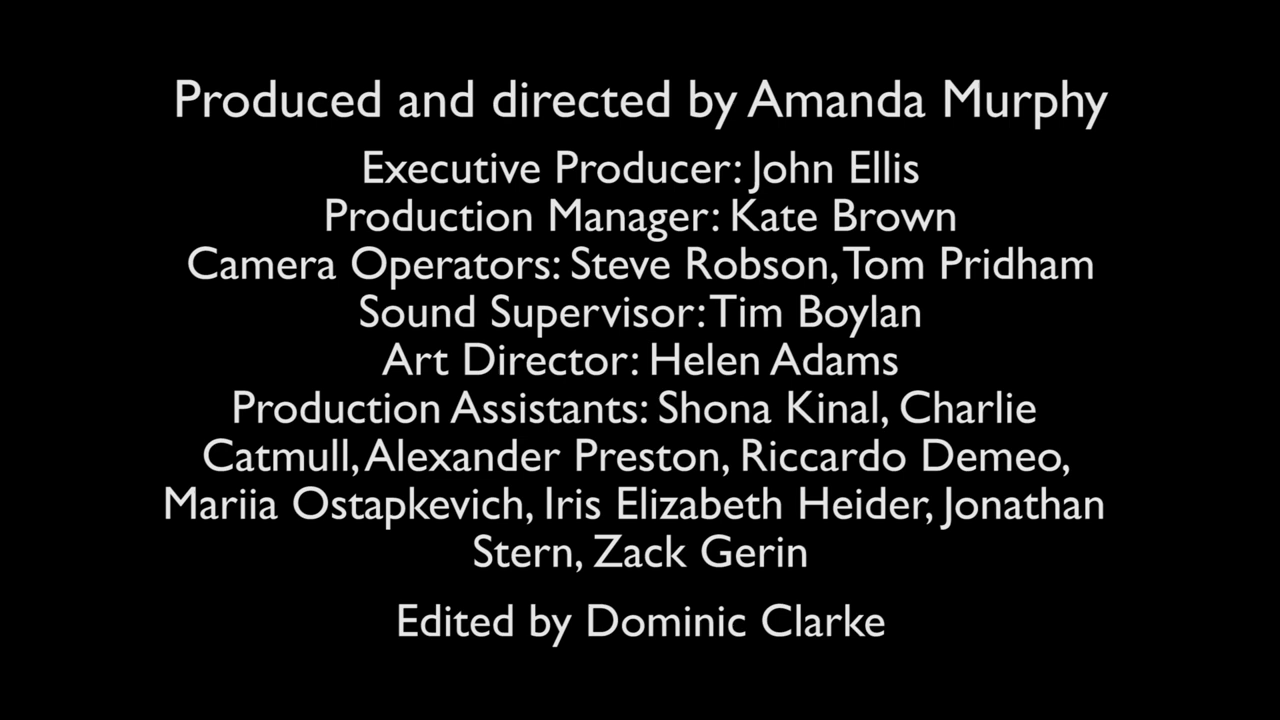 Produced and directed by Amanda Murphy
Executive Producer: John Ellis
Production Manager: Kate Brown
Camera Operators: Steve Robson, Tom Pridham
Sound Supervisor: Tim Boylan
Art Director: Helen Adams
Production Assistants: Shona Kinal, Charlie
Catmull, Alexander Preston, Riccardo Demeo,
Mariia Ostapkevich, Iris Elizabeth Heider, Jonathan
Stern, Zack Gerin
Edited by Dominic Clarke